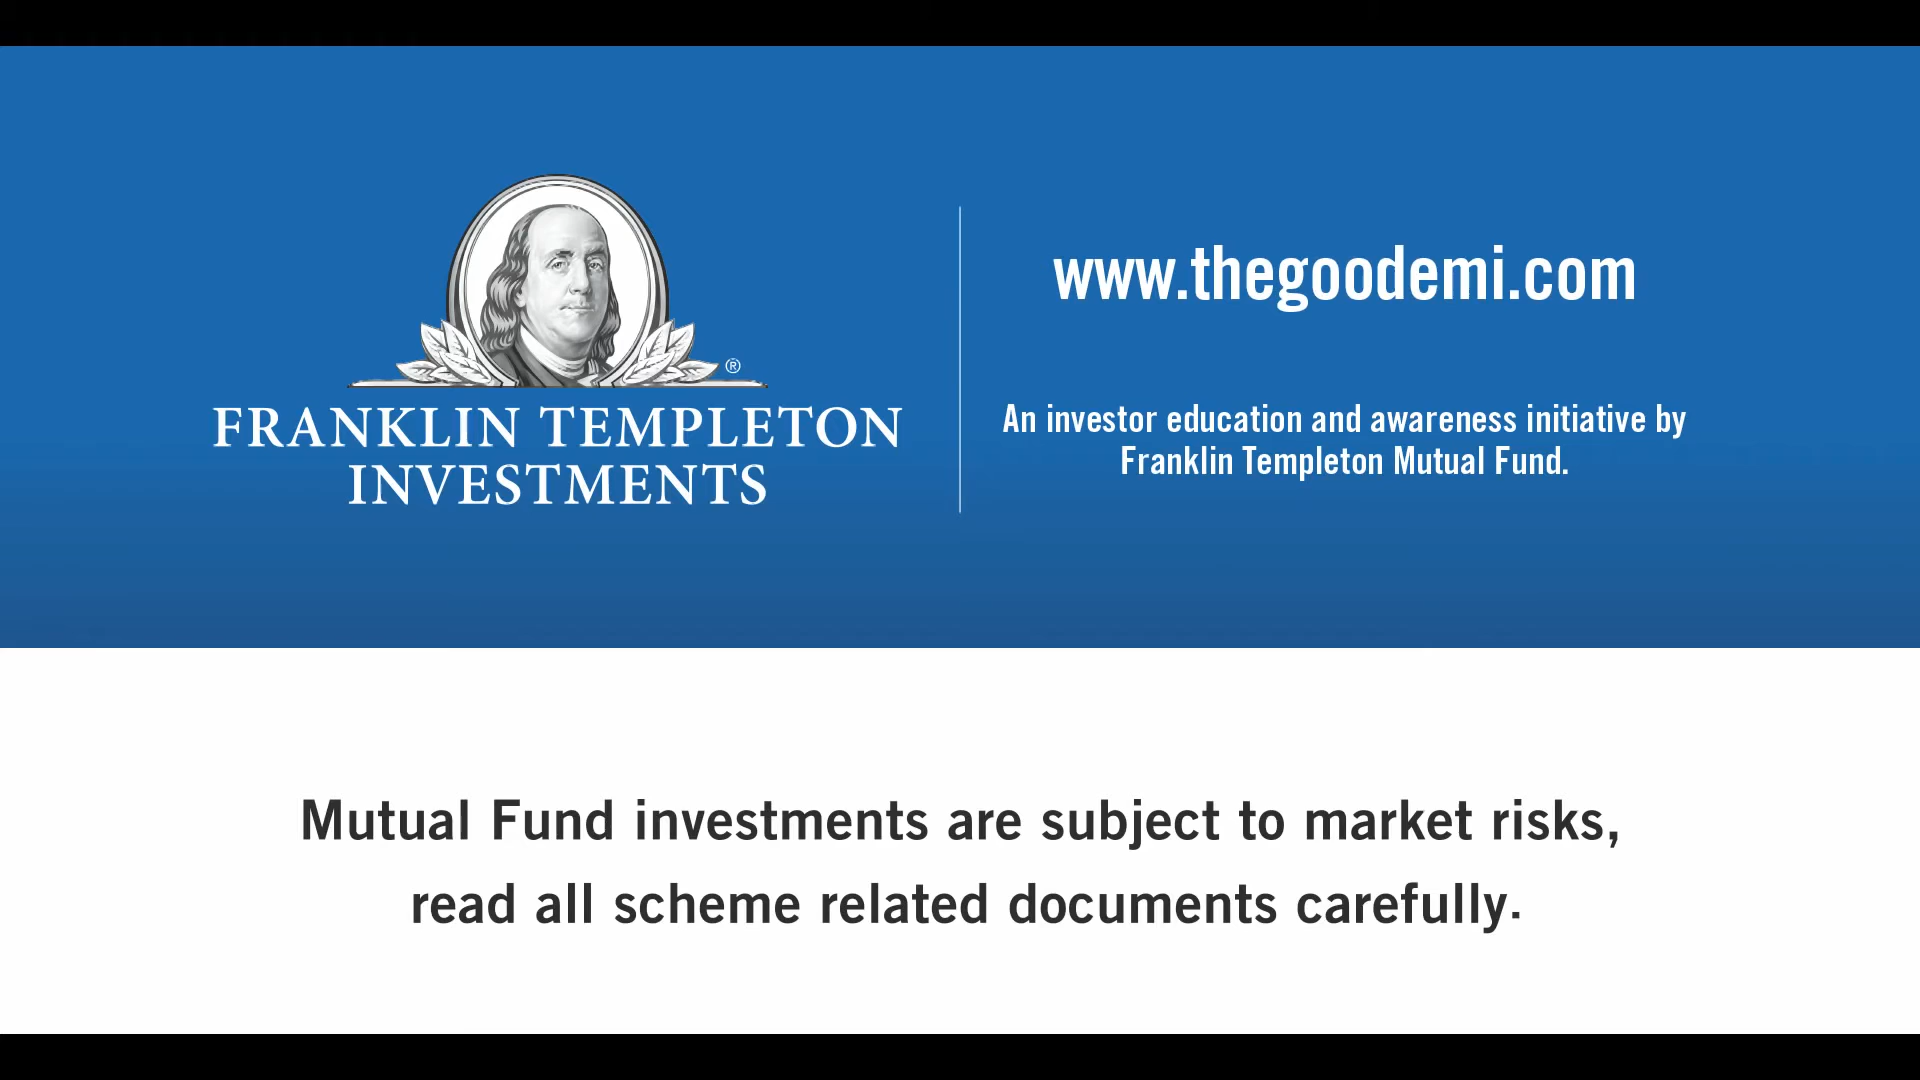 ®
FRANKLIN TEMPLETON
INVESTMENTS
www.thegoodemi.com
An investor education and awareness initiative by
Franklin Templeton Mutual Fund.
Mutual Fund investments are subject to market risks,
read all scheme related documents carefully.